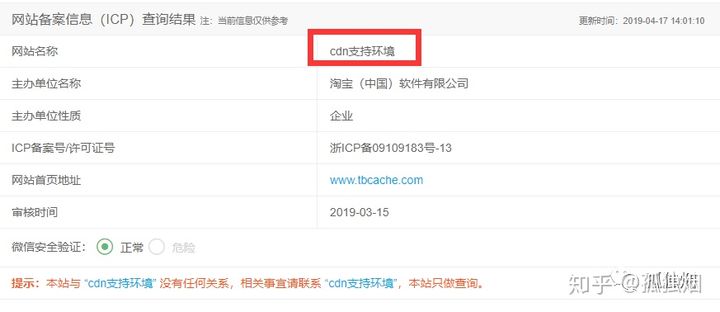 网站备案信息（ICP）查询结果 注：当前信息仅供参考 更新时间：2019-04-17 14:01:10
网站名称 cdn支持环境
主办单位名称 淘宝（中国）软件有限公司
主办单位性质 企业
ICP备案号/许可证号 浙ICP备09109183号-13
网站首页地址 www.tbcache.com
审核时间 2019-03-15
微信安全验证： 正常 危险
提示：本站与 “cdn支持环境” 没有任何关系，相关事宜请联系 “cdn支持环境”，本站只做查询。
知乎 @孤独烟